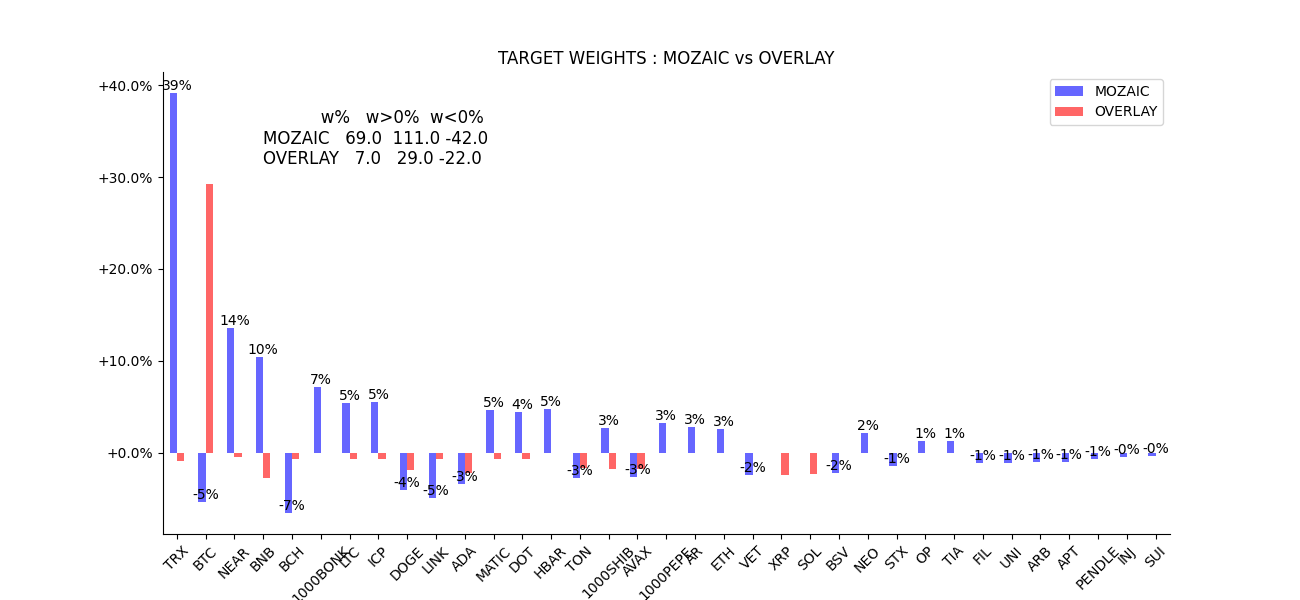 TARGET WEIGHTS : MOZAIC vs OVERLAY
MOZAIC
OVERLAY
w% w>0% w<0%
MOZAIC 69.0 111.0 -42.0
OVERLAY 7.0 29.0 -22.0
+40.0%
+30.0%
+20.0%
+10.0%
+0.0%
39%
-5%
14%
10%
-7%
7%
5%
5%
-4%
-5%
-3%
5%
4%
5%
-3%
3%
-3%
3%
3%
3%
-2%
-2%
2%
-1%
1%
1%
-1%
-1%
-1%
-1%
-1%
-0%
-0%
TRX
BTC
NEAR
BNB
BCH
1000BONK
LTC
ICP
DOGE
LINK
ADA
MATIC
DOT
HBAR
TON
1000SHIB
AVAX
1000PEPE
AR
ETH
VET
XRP
SOL
BSV
NEO
STX
OP
TIA
FIL
UNI
ARB
APT
PENDLE
INJ
SUI